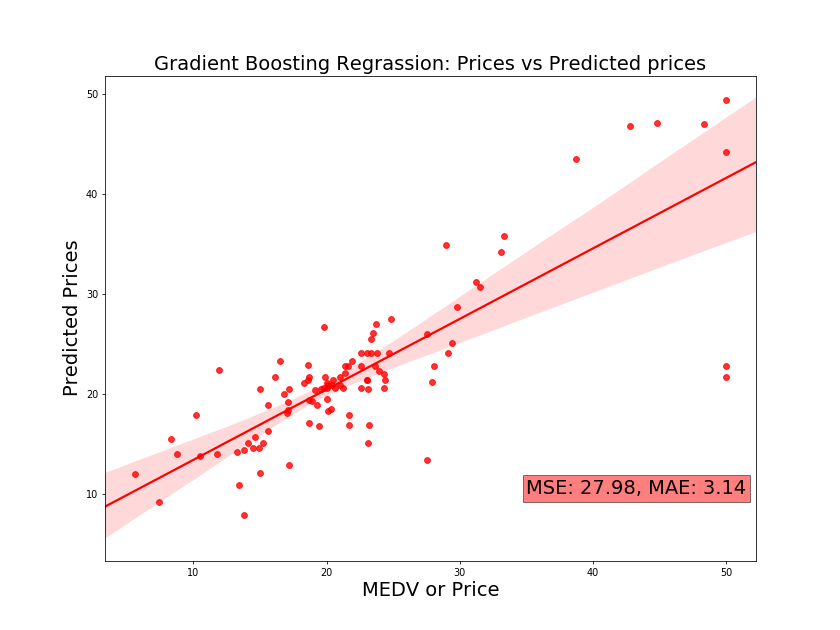 Gradient Boosting Regrassion: Prices vs Predicted prices
50
40
30
20
10
Predicted Prices
MSE: 27.98, MAE: 3.14
10 20 30 40 50
MEDV or Price